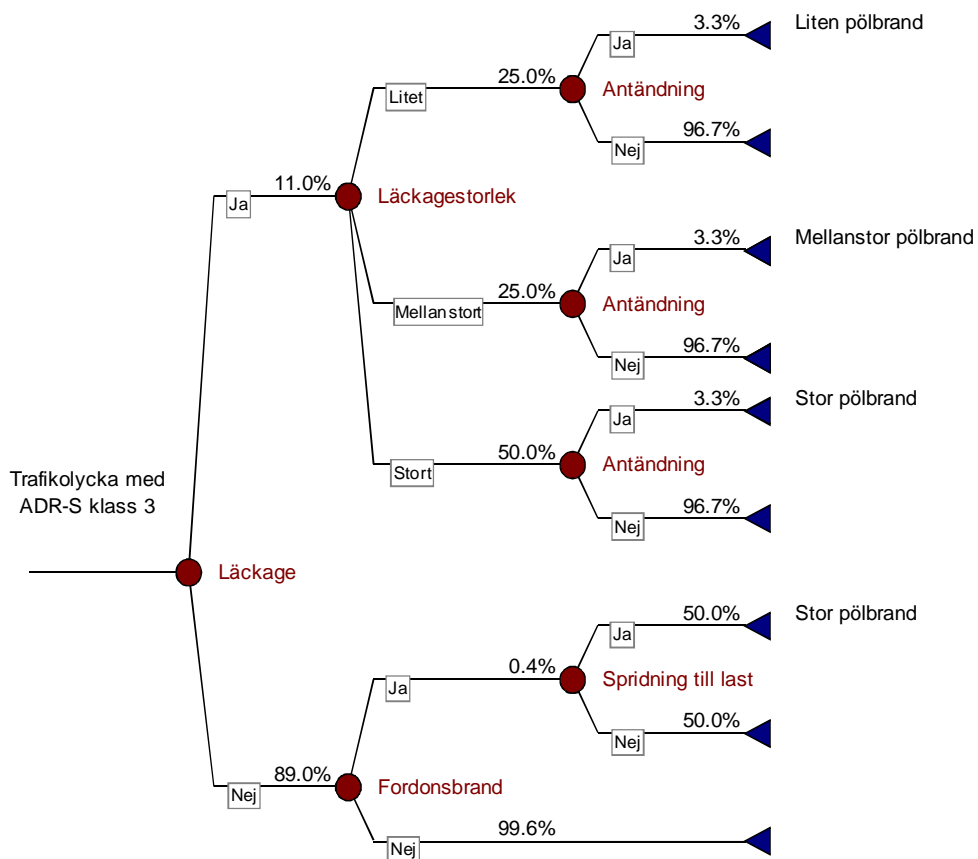 3.3%
Liten pölbrand
Ja
25.0%
Litet
Antändning
96.7%
Nej
11.0%
Ja
Läckagestorlek
3.3%
Mellanstor pölbrand
Ja
25.0%
Mellanstort
Antändning
96.7%
Nej
3.3%
Stor pölbrand
Ja
50.0%
Stort
Antändning
96.7%
Nej
Trafikolycka med
ADR-S klass 3
Läckage
50.0%
Stor pölbrand
Ja
0.4%
Ja
Spridning till last
50.0%
Nej
89.0%
Nej
Fordonsbrand
99.6%
Nej